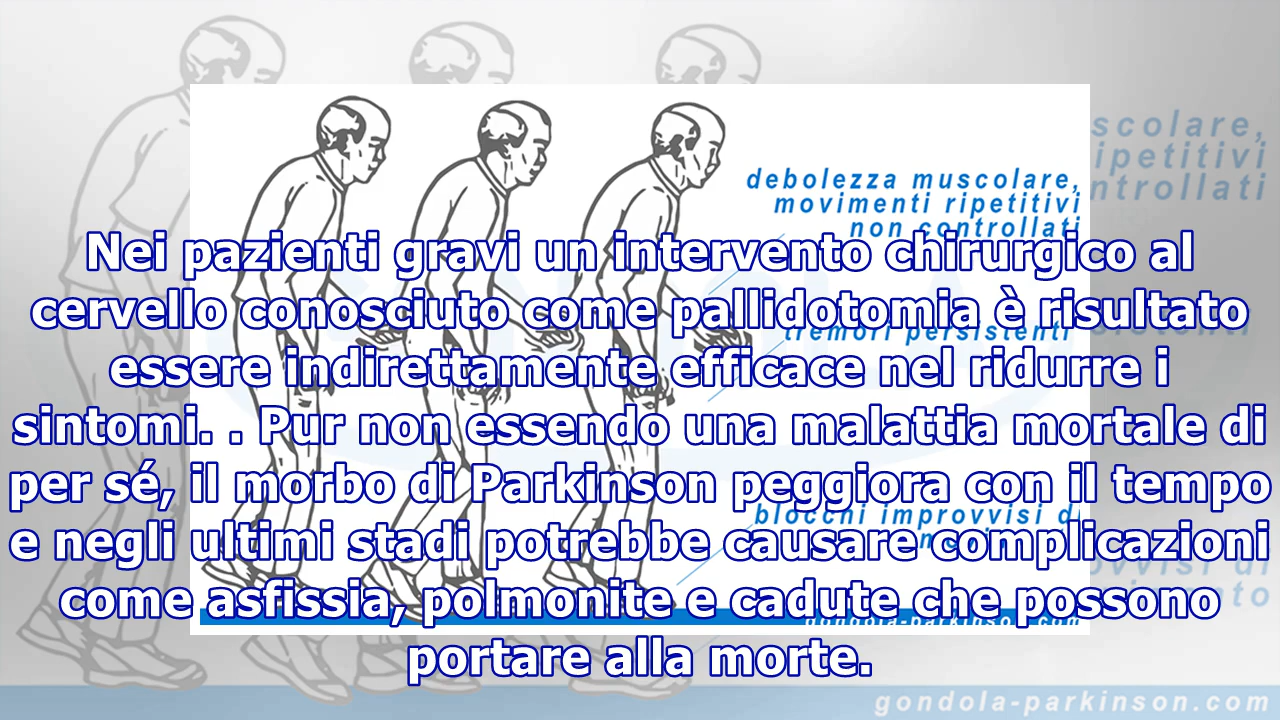 scolare,
debolezza muscolare,
ipetitivi
movimenti ripetitivi
ntrollati
non controllati
Nei pazienti gravi un intervento chirurgico al
cervello conosciuto come pallidotomia è risultato
tremori persistenti
essere indirettamente efficace nel ridurre i
sintomi. . Pur non essendo una malattia mortale di
per sé, il morbo di Parkinson peggiora con il tempo
blocchi improvvisi d
e negli ultimi stadi potrebbe causare complicazioni
come asfissia, polmonite e cadute che possono
gondola-parkinson.com
portare alla morte.
gondola-parkinson.com